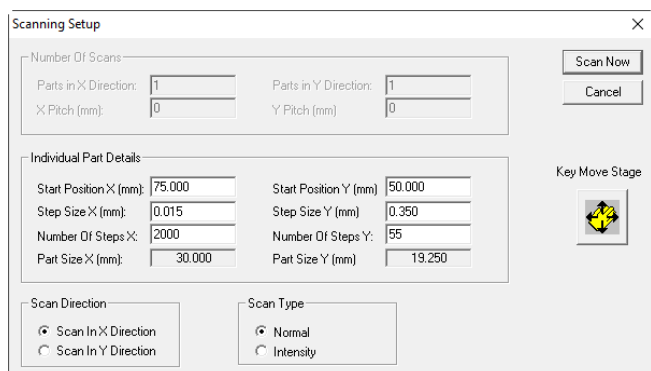 Scanning Setup
Number Of Scans
Scan Now
Parts in X Direction: 1 Parts in Y Direction: 1
Cancel
X Pitch (mm): 0 Y Pitch (mm) 0
Individual Part Details
Key Move Stage
Start Position X (mm): 75.000 Start Position Y (mm) 50.000
Step Size X (mm): 0.015 Step Size Y (mm) 0.350
Number Of Steps X: 2000 Number Of Steps Y: 55
Part Size X (mm): 30.000 Part Size Y (mm) 19.250
Scan Direction Scan Type
Scan In X Direction Normal
Scan In Y Direction Intensity